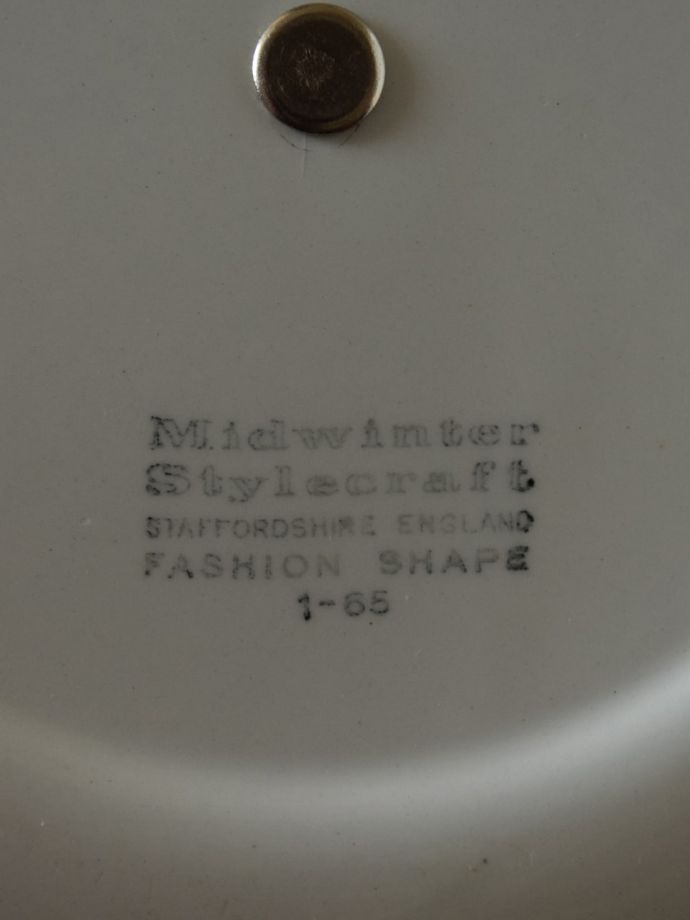 Midwinter
Stylecraft
STAFFORDSHIRE ENGLAND
FASHION SHAPE
1-65